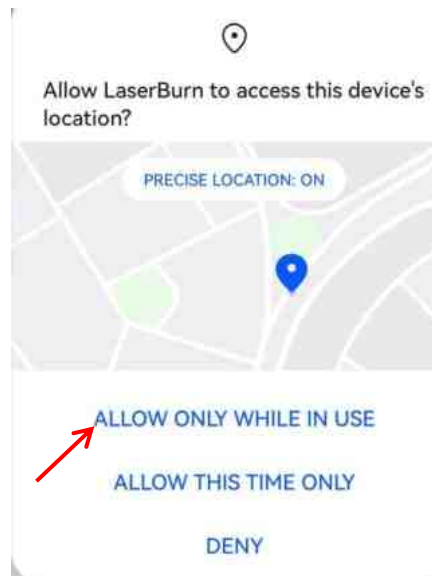 Allow LaserBurn to access this device's
location?
PRECISE LOCATION: ON
ALLOW ONLY WHILE IN USE
ALLOW THIS TIME ONLY
DENY